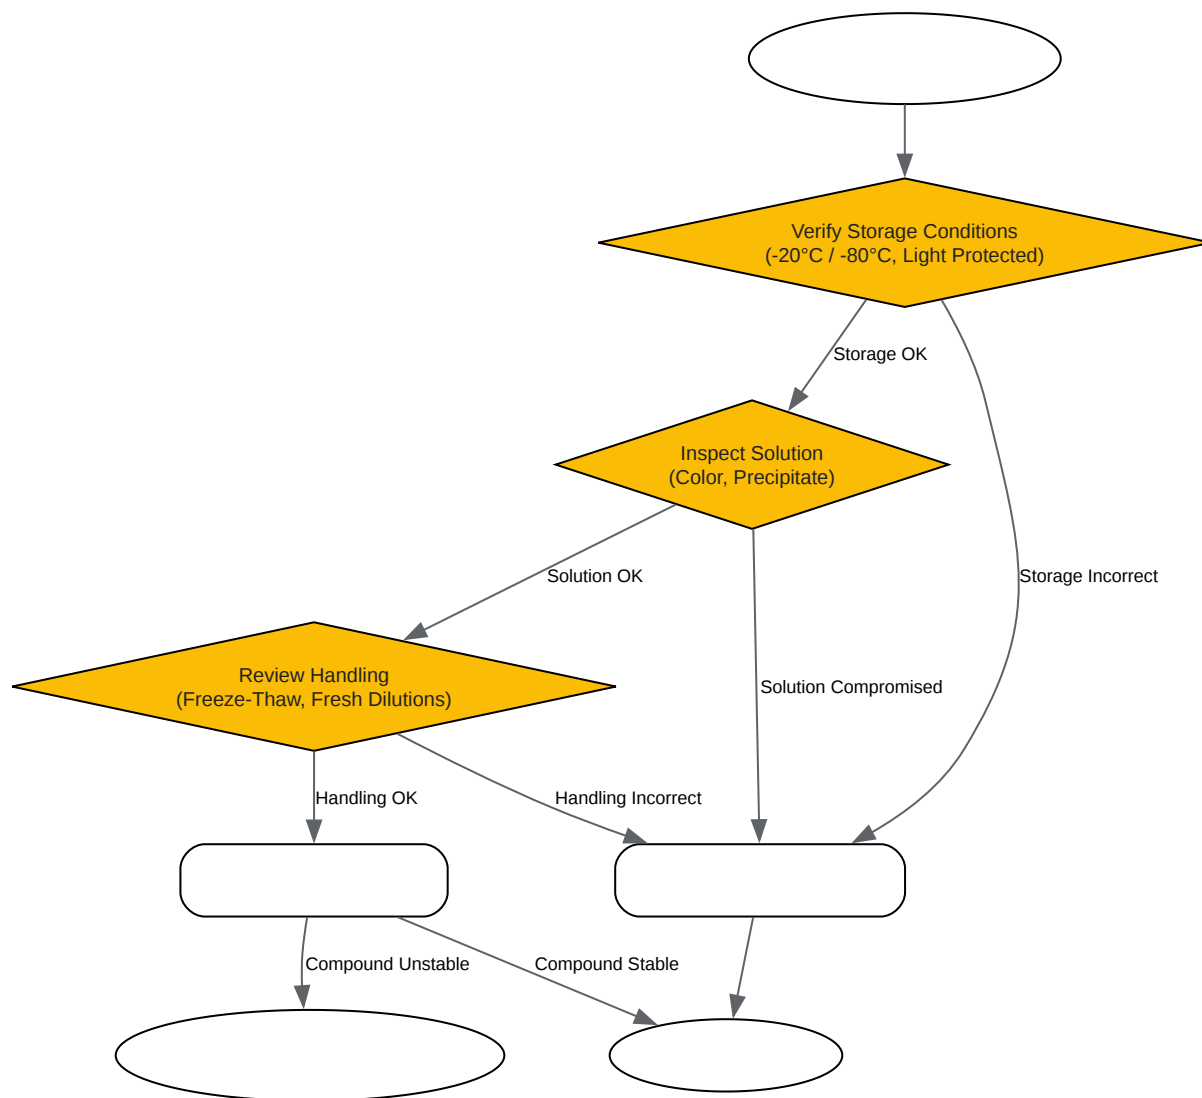 Verify Storage Conditions
(-20°C / -80°C, Light Protected)
Storage OK
Inspect Solution
(Color, Precipitate)
Solution OK
Storage Incorrect
Review Handling
(Freeze-Thaw, Fresh Dilutions)
Solution Compromised
Handling OK
Handling Incorrect
Compound Unstable
Compound Stable